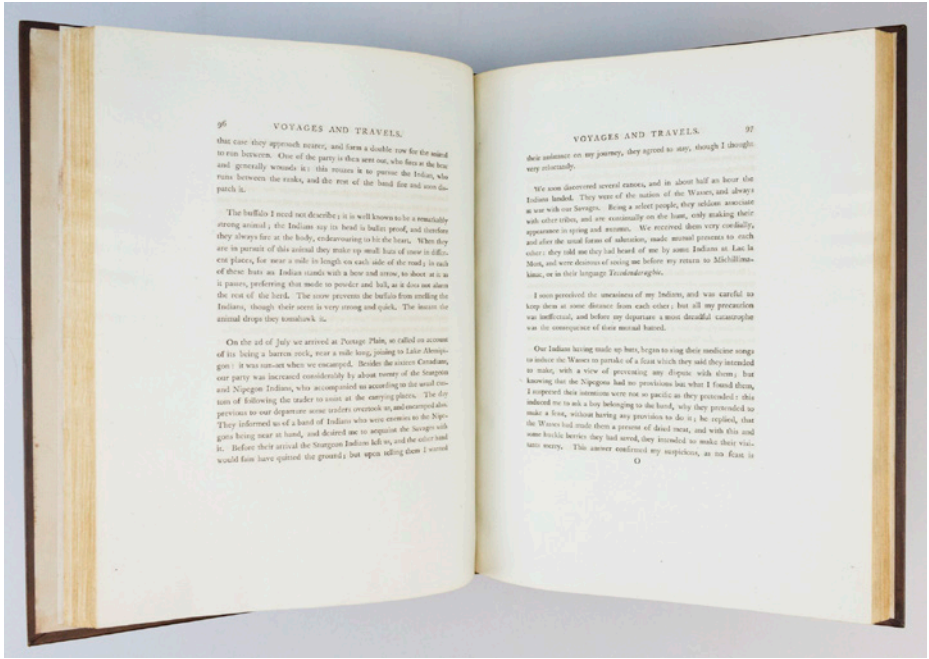 96
VOYAGES AND TRAVELS.
that case they approach nearer, and form a double row for the animal
to run between. One of the party is then sent out, who fires at the beast
and generally wounds it: this rouzes it to pursue the Indian, who
runs between the ranks, and the rest of the band fire and soon dis-
patch it.
The buffalo I need not describe; it is well known to be a remarkably
strong animal; the Indians say its head is bullet proof, and therefore
they always fire at the body, endeavouring to hit the heart. When they
are in pursuit of this animal they make up small huts of snow in differ-
ent places, for near a mile in length on each side of the road; in each
of these huts an Indian stands with a bow and arrow, to shoot at it as
it passes, preferring that mode to powder and ball, as it does not alarm
the rest of the herd. The snow prevents the buffalo from smelling the
Indians, though their scent is very strong and quick. The instant the
animal drops they tomahawk it.
On the 2d of July we arrived at Portage Plain, so called on account
of its being a barren rock, near a mile long, joining to Lake Alemipi-
gon: it was sun-set when we encamped. Besides the sixteen Canadians,
our party was increased considerably by about twenty of the Sturgeon
and Nipegon Indians, who accompanied us according to the usual cus-
tom of following the trader to assist at the carrying places. The day
previous to our departure some traders overtook us, and encamped also.
They informed us of a band of Indians who were enemies to the Nipe-
gons being near at hand, and desired me to acquaint the Savages with
it. Before their arrival the Sturgeon Indians left us, and the other band
would fain have quitted the ground; but upon telling them I wanted
VOYAGES AND TRAVELS.
97
their assistance on my journey, they agreed to stay, though I thought
very reluctantly.
We soon discovered several canoes, and in about half an hour the
Indians landed. They were of the nation of the Wasses, and always
at war with our Savages. Being a select people, they seldom associate
with other tribes, and are continually on the hunt, only making their
appearance in spring and autumn. We received them very cordially,
and after the usual forms of salutation, made mutual presents to each
other: they told me they had heard of me by some Indians at Lac la
Mort, and were desirous of seeing me before my return to Michillima-
kinac, or in their language
I soon perceived the uneasiness of my Indians, and was careful to
keep them at some distance from each other; but all my precaution
was ineffectual, and before my departure a most dreadful catastrophe
was the consequence of their mutual hatred.
Our Indians having made up huts, began to sing their medicine songs
to induce the Wasses to partake of a feast which they said they intended
to make, with a view of preventing any dispute with them; but
knowing that the Nipegons had no provisions but what I found them,
I suspected their intentions were not so pacific as they pretended: this
induced me to ask a boy belonging to the band, why they pretended to
make a feast, without having any provision to do it; he replied, that
the Wasses had made them a present of dried meat, and with this and
some huckle berries they had saved, they intended to make their visi-
tants merry. This answer confirmed my suspicions, as no feast is
O